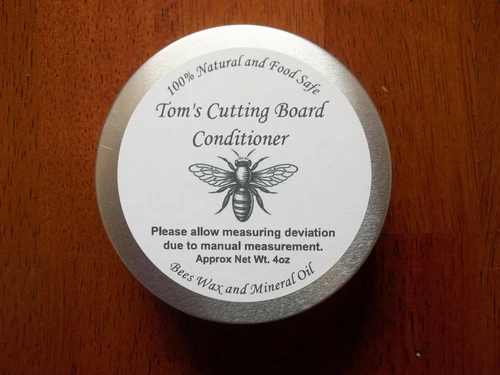 100% Natural and Food Safe
Tom's Cutting Board
Conditioner
Please allow measuring deviation
due to manual measurement.
Approx Net Wt. 4oz
Bees Wax and Mineral Oil